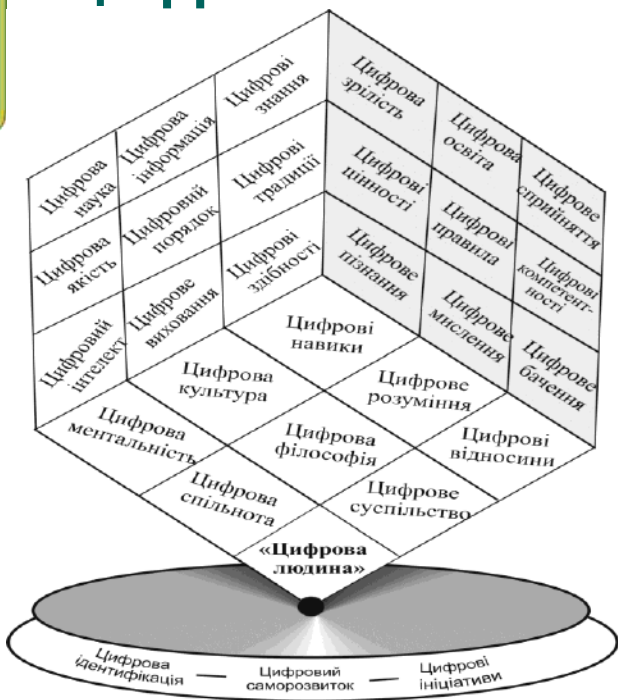 Цифрова
наука
Цифрова
інформація
Цифрові
знання
Цифрова
якість
Цифровий
порядок
Цифрові
традиції
Цифровий
інтелект
Цифрове
виховання
Цифрові
здібності
Цифрова
зрілість
Цифрова
освіта
Цифрове
сприйняття
Цифрові
цінності
Цифрові
правила
Цифрові
компетент-
ності
Цифрове
пізнання
Цифрове
мислення
Цифрове
бачення
Цифрові
навики
Цифрова
культура
Цифрове
розуміння
Цифрова
ментальність
Цифрова
філософія
Цифрові
відносини
Цифрова
спільнота
Цифрове
суспільство
«Цифрова
людина»
Цифрова
ідентифікація
Цифровий
саморозвиток
Цифрові
ініціативи